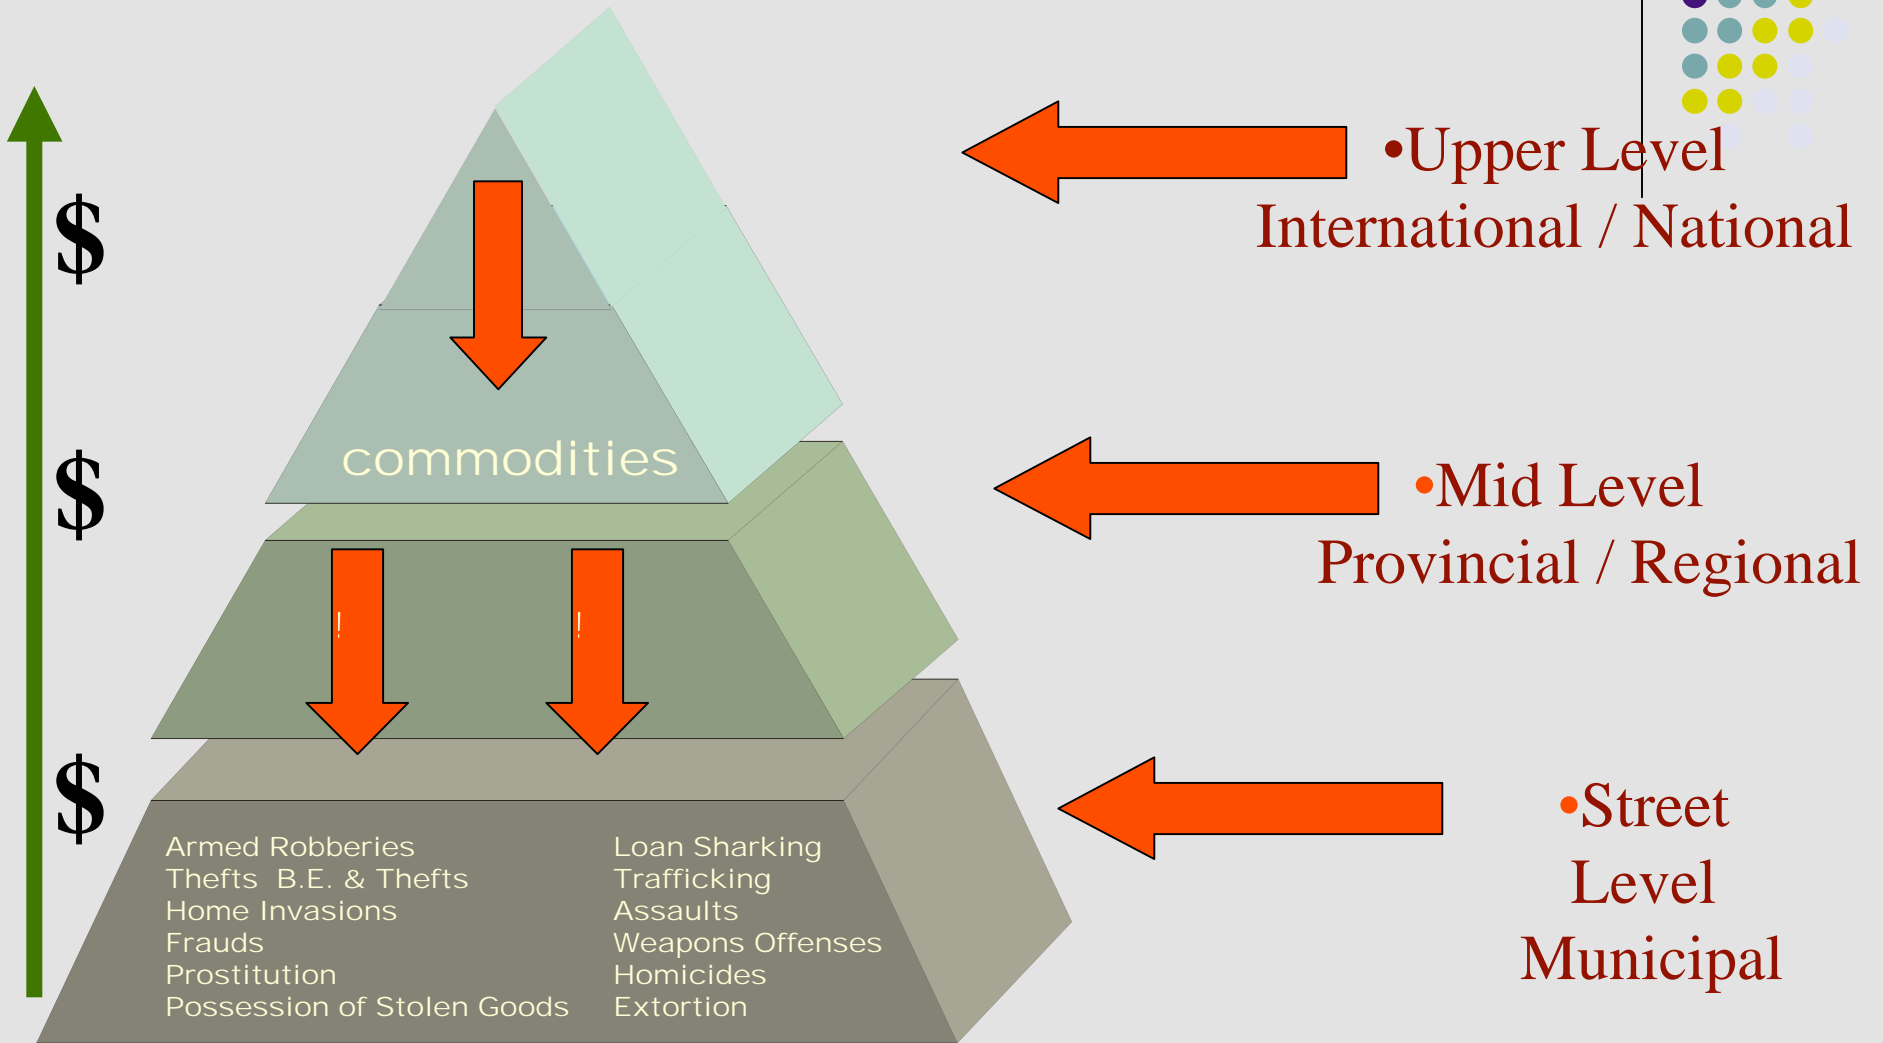 $
$
$
•Upper Level
International / National
commodities
•Mid Level
Provincial / Regional
!
!
•Street
Level
Municipal
Armed Robberies
Thefts B.E. & Thefts
Home Invasions
Frauds
Prostitution
Possession of Stolen Goods
Loan Sharking
Trafficking
Assaults
Weapons Offenses
Homicides
Extortion